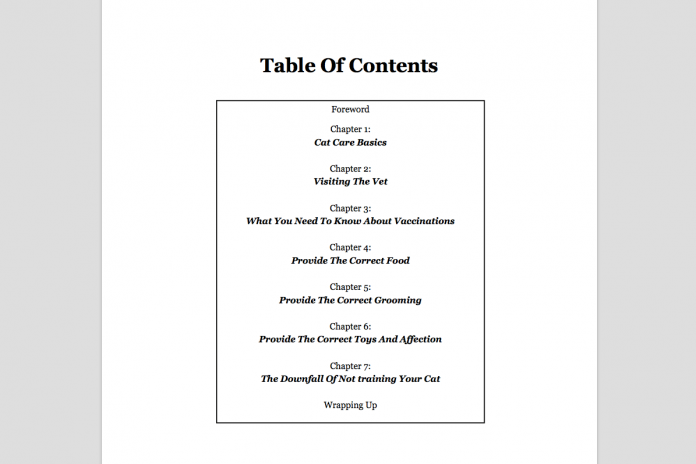 Table Of Contents
Foreword
Chapter 1:
Cat Care Basics
Chapter 2:
Visiting The Vet
Chapter 3:
What You Need To Know About Vaccinations
Chapter 4:
Provide The Correct Food
Chapter 5:
Provide The Correct Grooming
Chapter 6:
Provide The Correct Toys And Affection
Chapter 7:
The Downfall Of Not training Your Cat
Wrapping Up